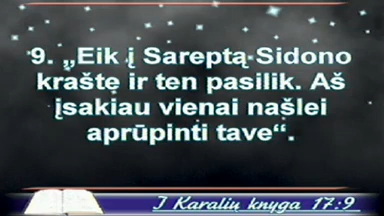 9. „Eik į Sareptą Sidono
krašte ir ten pasilik. Aš
įsakiau vienai našlei
aprūpinti tave“.
I Karalių knyga 17:9